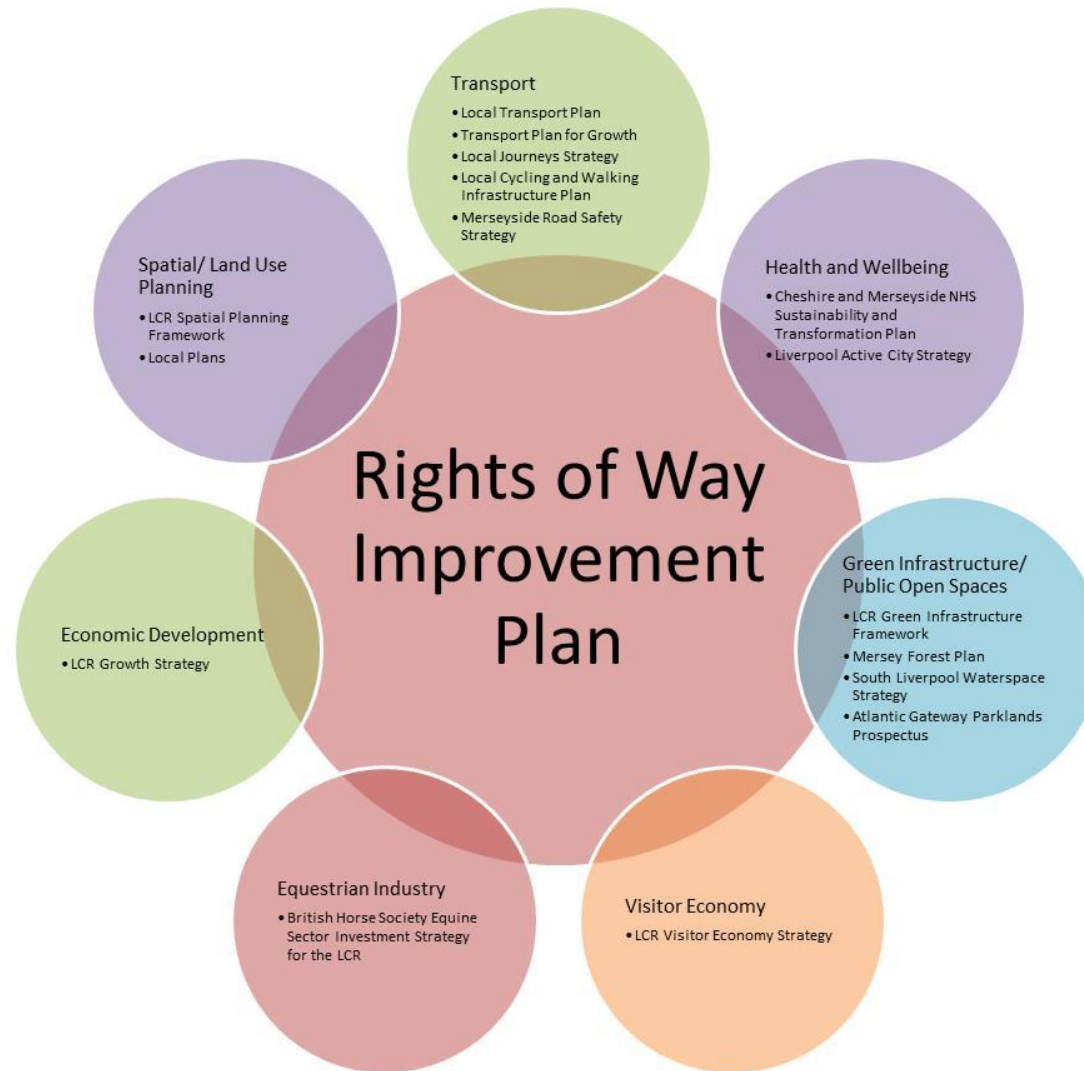 Transport
•Local Transport Plan
•Transport Plan for Growth
•Local Journeys Strategy
•Local Cycling and Walking
Infrastructure Plan
•Merseyside Road Safety
Strategy
Health and Wellbeing
•Cheshire and Merseyside NHS
Sustainability and
Transformation Plan
•Liverpool Active City Strategy
Green Infrastructure/
Public Open Spaces
•LCR Green Infrastructure
Framework
•Mersey Forest Plan
•South Liverpool Waterspace
Strategy
•Atlantic Gateway Parklands
Prospectus
Visitor Economy
•LCR Visitor Economy Strategy
Equestrian Industry
•British Horse Society Equine
Sector Investment Strategy
for the LCR
Economic Development
•LCR Growth Strategy
Spatial/ Land Use
Planning
•LCR Spatial Planning
Framework
•Local Plans
Rights of Way
Improvement
Plan